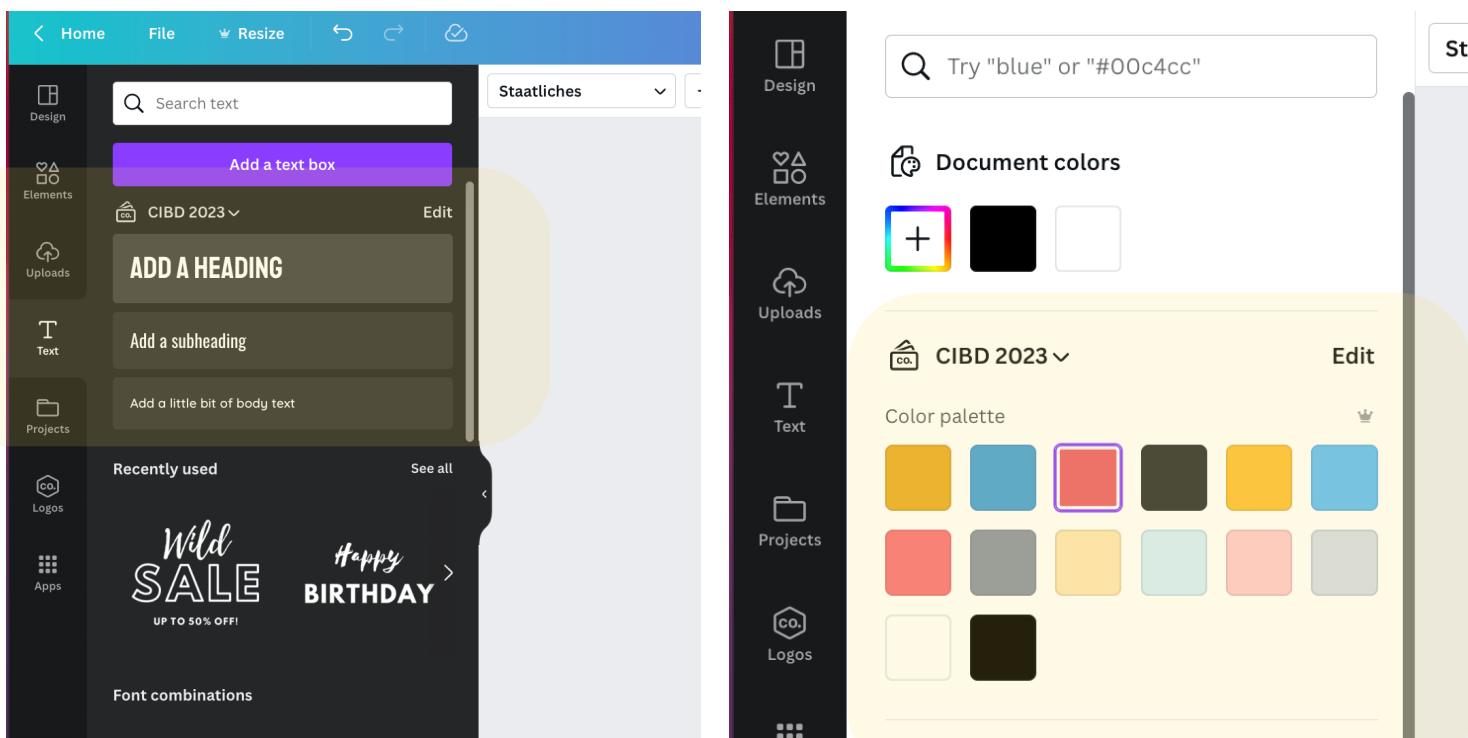 Home File Resize
Design
Elements
Uploads
Text
Projects
CO.
Logos
Apps
Search text
Add a text box
CO. CIBD 2023 Edit
ADD A HEADING
Add a subheading
Add a little bit of body text
Recently used See all
Wild
SALE
UP TO 50% OFF!
Happy
BIRTHDAY
Font combinations
Staatliches
Design
Elements
Uploads
Text
Projects
CO.
Logos
Try "blue" or "#00c4cc"
Document colors
CO. CIBD 2023 Edit
Color palette
St